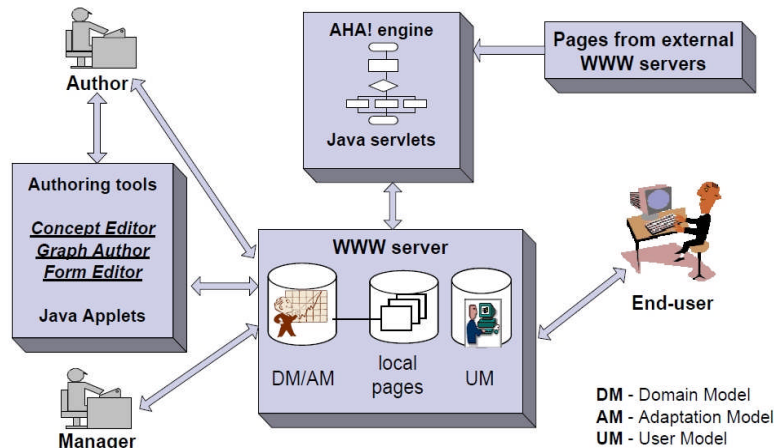 AHA! engine
Java servlets
Pages from external
WWW servers
Author
Authoring tools
Concept Editor
Graph Author
Form Editor
Java Applets
WWW server
DM/AM
local
pages
UM
End-user
Manager
DM - Domain Model
AM - Adaptation Model
UM - User Model